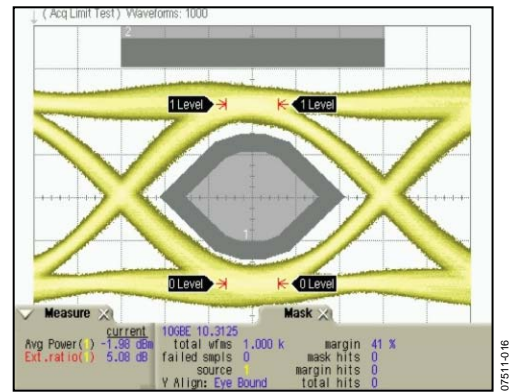 ( Acq Limit Test ) Waveforms: 1000
2
1 Level
1 Level
1
0 Level
0 Level
Measure
Mask
current
Avg Power(1) -1.98 dBm
Ext.ratio(1) 5.08 dB
10GBE 10.3125
total wfms 1.000 k
failed smpls 0
source 1
Y Align: Eye Bound
margin 41 %
mask hits 0
margin hits 0
total hits 0
07511-016